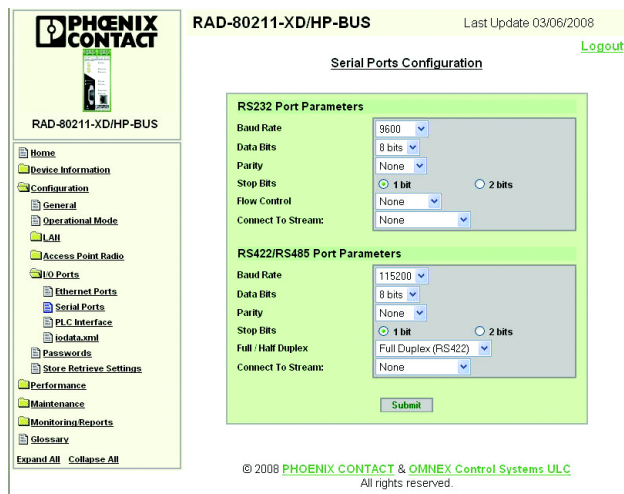 PHŒNIX
CONTACT
RAD-80211-XD/HP-BUS
Home
Device Information
Configuration
General
Operational Mode
LAN
Access Point Radio
I/O Ports
Ethernet Ports
Serial Ports
PLC Interface
iodata.xml
Passwords
Store Retrieve Settings
Performance
Maintenance
Monitoring/Reports
Glossary
Expand All Collapse All
RAD-80211-XD/HP-BUS Last Update 03/06/2008
Logout
Serial Ports Configuration
RS232 Port Parameters
Baud Rate 9600
Data Bits 8 bits
Parity None
Stop Bits 1 bit 2 bits
Flow Control None
Connect To Stream: None
RS422/RS485 Port Parameters
Baud Rate 115200
Data Bits 8 bits
Parity None
Stop Bits 1 bit 2 bits
Full / Half Duplex Full Duplex (RS422)
Connect To Stream: None
Submit
© 2008 PHOENIX CONTACT & OMNEX Control Systems ULC
All rights reserved.